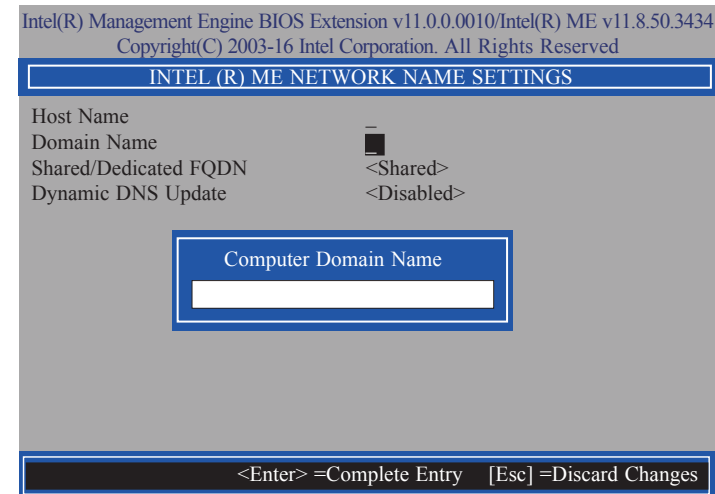 Intel(R) Management Engine BIOS Extension v11.0.0.0010/Intel(R) ME v11.8.50.3434
Copyright(C) 2003-16 Intel Corporation. All Rights Reserved
INTEL (R) ME NETWORK NAME SETTINGS
Host Name _
Domain Name _
Shared/Dedicated FQDN <Shared>
Dynamic DNS Update <Disabled>
Computer Domain Name
<Enter> =Complete Entry [Esc] =Discard Changes